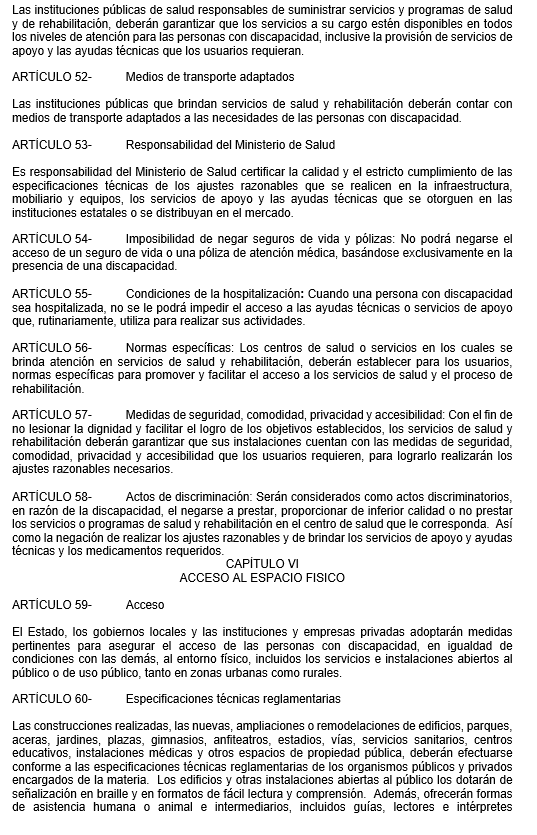 Las instituciones públicas de salud responsables de suministrar servicios y programas de salud
y de rehabilitación, deberán garantizar que los servicios a su cargo estén disponibles en todos
los niveles de atención para las personas con discapacidad, inclusive la provisión de servicios de
apoyo y las ayudas técnicas que los usuarios requieran.
ARTÍCULO 52- Medios de transporte adaptados
Las instituciones públicas que brindan servicios de salud y rehabilitación deberán contar con
medios de transporte adaptados a las necesidades de las personas con discapacidad.
ARTÍCULO 53- Responsabilidad del Ministerio de Salud
Es responsabilidad del Ministerio de Salud certificar la calidad y el estricto cumplimiento de las
especificaciones técnicas de los ajustes razonables que se realicen en la infraestructura,
mobiliario y equipos, los servicios de apoyo y las ayudas técnicas que se otorguen en las
instituciones estatales o se distribuyan en el mercado.
ARTÍCULO 54- Imposibilidad de negar seguros de vida y pólizas: No podrá negarse el
acceso de un seguro de vida o una póliza de atención médica, basándose exclusivamente en la
presencia de una discapacidad.
ARTÍCULO 55- Condiciones de la hospitalización: Cuando una persona con discapacidad
sea hospitalizada, no se le podrá impedir el acceso a las ayudas técnicas o servicios de apoyo
que, rutinariamente, utiliza para realizar sus actividades.
ARTÍCULO 56- Normas específicas: Los centros de salud o servicios en los cuales se
brinda atención en servicios de salud y rehabilitación, deberán establecer para los usuarios,
normas específicas para promover y facilitar el acceso a los servicios de salud y el proceso de
rehabilitación.
ARTÍCULO 57- Medidas de seguridad, comodidad, privacidad y accesibilidad: Con el fin de
no lesionar la dignidad y facilitar el logro de los objetivos establecidos, los servicios de salud y
rehabilitación deberán garantizar que sus instalaciones cuentan con las medidas de seguridad,
comodidad, privacidad y accesibilidad que los usuarios requieren, para lograrlo realizarán los
ajustes razonables necesarios.
ARTÍCULO 58- Actos de discriminación: Serán considerados como actos discriminatorios,
en razón de la discapacidad, el negarse a prestar, proporcionar de inferior calidad o no prestar
los servicios o programas de salud y rehabilitación en el centro de salud que le corresponda. Así
como la negación de realizar los ajustes razonables y de brindar los servicios de apoyo y ayudas
técnicas y los medicamentos requeridos.
CAPÍTULO VI
ACCESO AL ESPACIO FISICO
ARTÍCULO 59- Acceso
El Estado, los gobiernos locales y las instituciones y empresas privadas adoptarán medidas
pertinentes para asegurar el acceso de las personas con discapacidad, en igualdad de
condiciones con las demás, al entorno físico, incluidos los servicios e instalaciones abiertos al
público o de uso público, tanto en zonas urbanas como rurales.
ARTÍCULO 60- Especificaciones técnicas reglamentarias
Las construcciones realizadas, las nuevas, ampliaciones o remodelaciones de edificios, parques,
aceras, jardines, plazas, gimnasios, anfiteatros, estadios, vías, servicios sanitarios, centros
educativos, instalaciones médicas y otros espacios de propiedad pública, deberán efectuarse
conforme a las especificaciones técnicas reglamentarias de los organismos públicos y privados
encargados de la materia. Los edificios y otras instalaciones abiertas al público los dotarán de
señalización en braille y en formatos de fácil lectura y comprensión. Además, ofrecerán formas
de asistencia humana o animal e intermediarios, incluidos guías, lectores e intérpretes